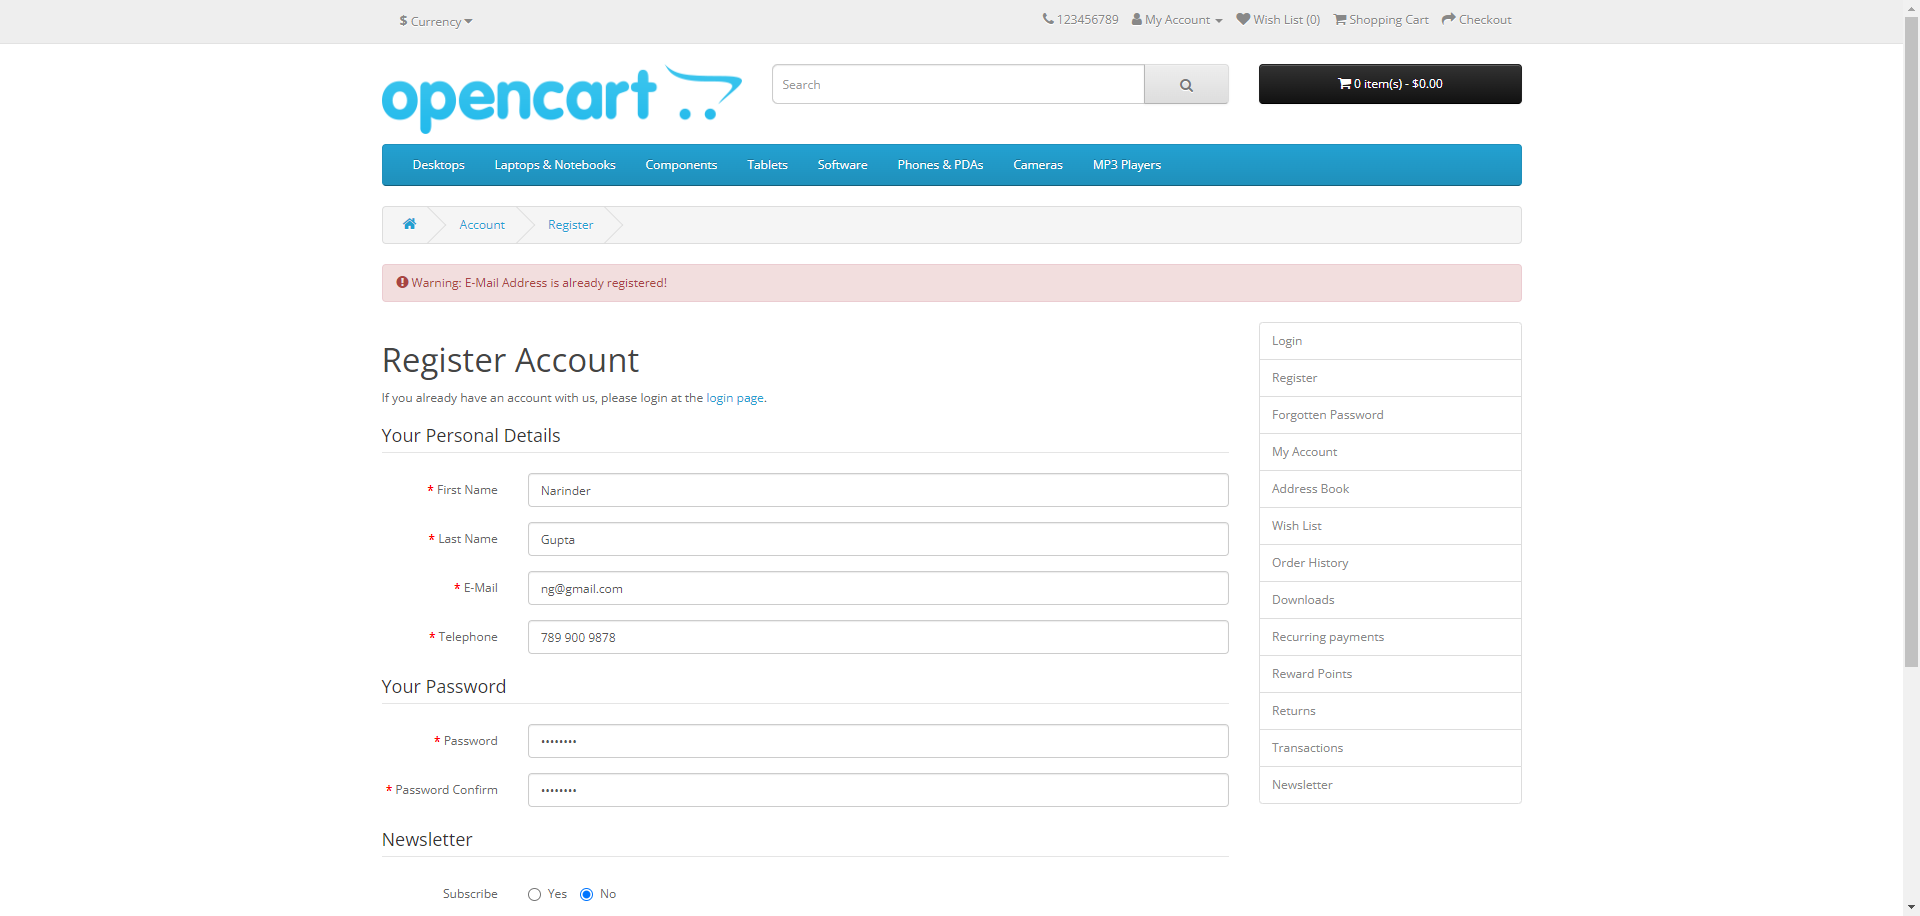 $ Currency
123456789 My Account Wish List (0) Shopping Cart Checkout
opencart
Search
0 item(s) - $0.00
Desktops Laptops & Notebooks Components Tablets Software Phones & PDAs Cameras MP3 Players
Account Register
Warning: E-Mail Address is already registered!
Register Account
If you already have an account with us, please login at the login page.
Your Personal Details
* First Name Narinder
* Last Name Gupta
* E-Mail ng@gmail.com
* Telephone 789 900 9878
Your Password
* Password ••••••••
* Password Confirm ••••••••
Newsletter
Subscribe Yes No
Login
Register
Forgotten Password
My Account
Address Book
Wish List
Order History
Downloads
Recurring payments
Reward Points
Returns
Transactions
Newsletter